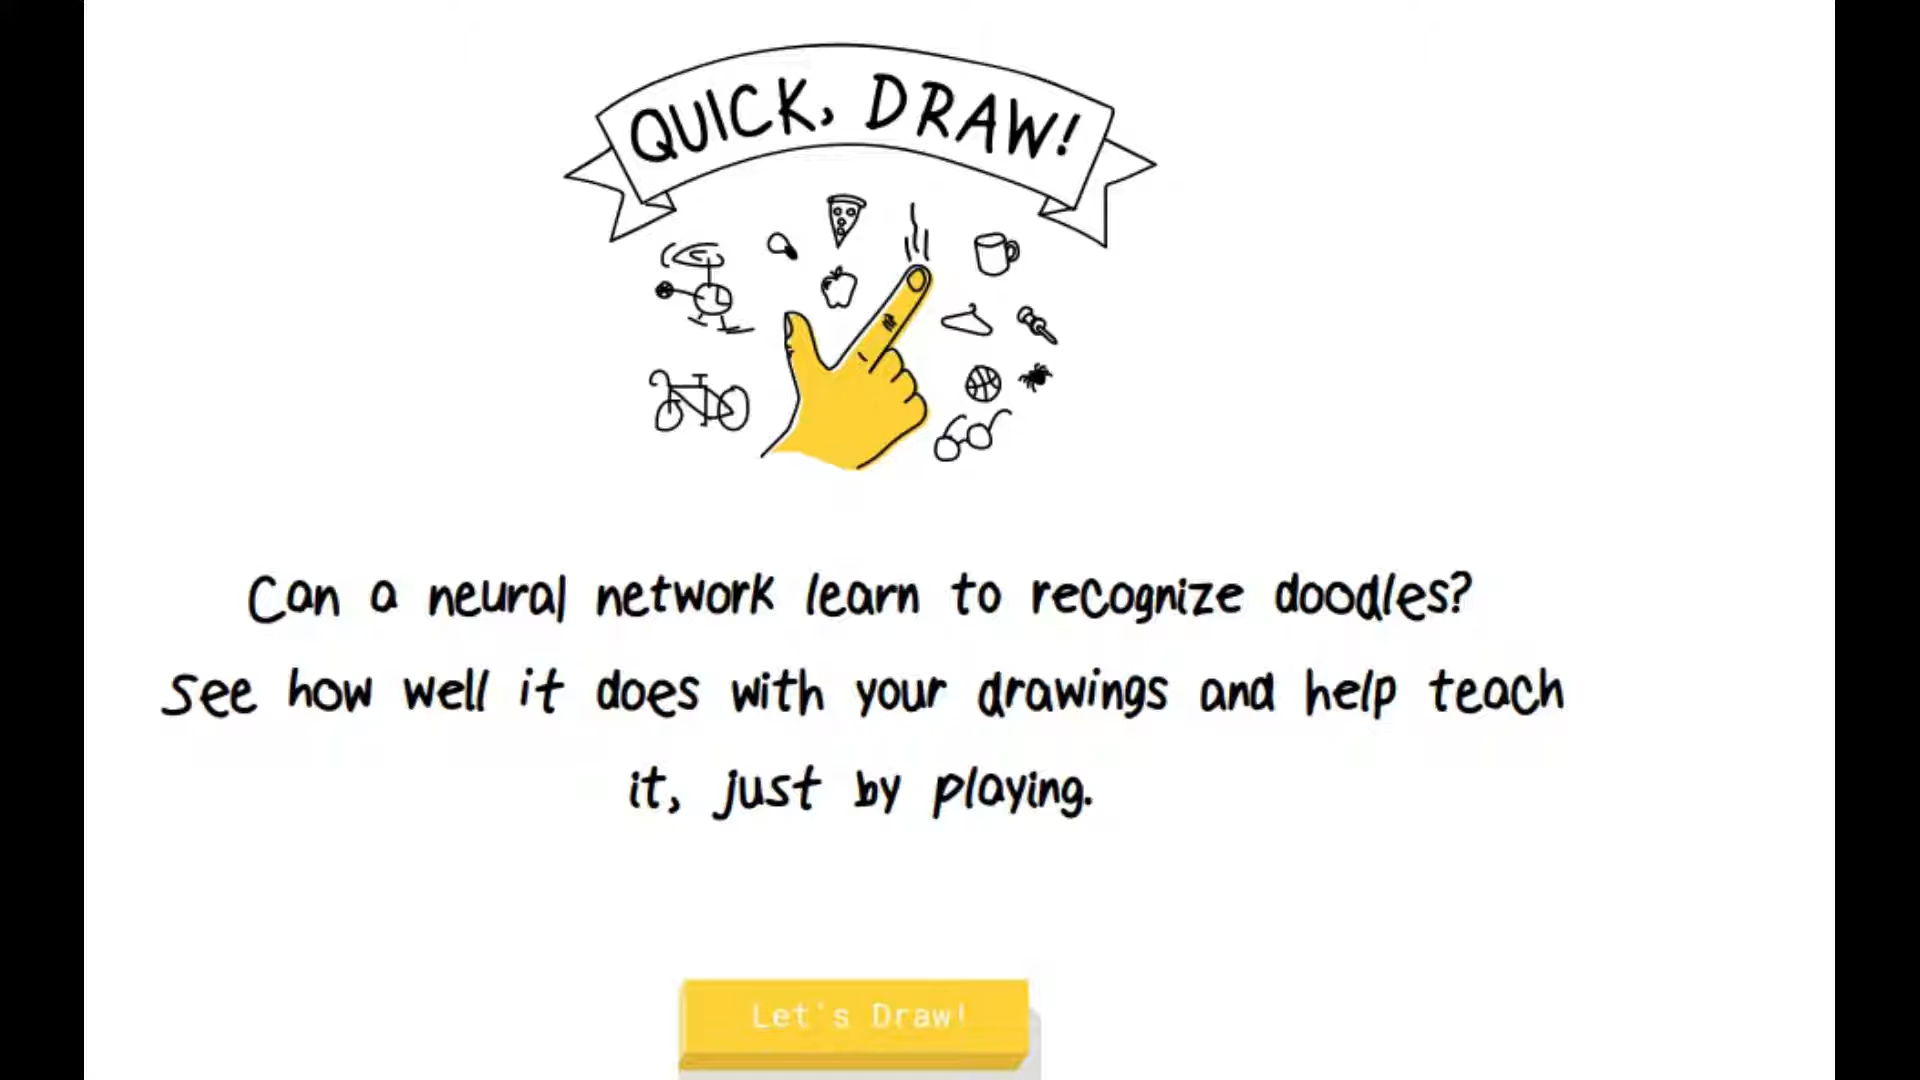 QUICK, DRAW!
Can a neural network learn to recognize doodles?
See how well it does with your drawings and help teach
it, just by playing.
Let's Draw!